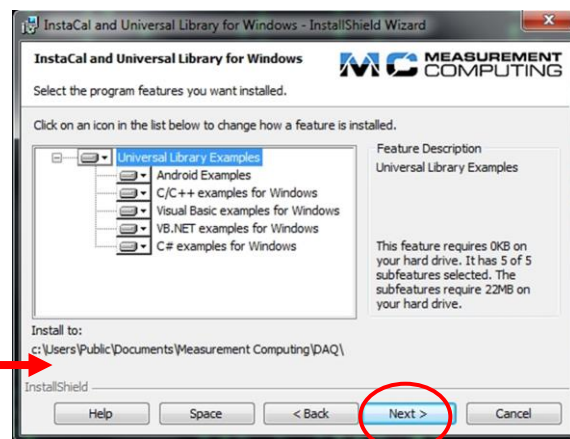 InstaCal and Universal Library for Windows - InstallShield Wizard
InstaCal and Universal Library for Windows
MEASUREMENT
COMPUTING
Select the program features you want installed.
Click on an icon in the list below to change how a feature is installed.
Universal Library Examples
Android Examples
C/C++ examples for Windows
Visual Basic examples for Windows
VB.NET examples for Windows
C# examples for Windows
Feature Description
Universal Library Examples
This feature requires 0KB on
your hard drive. It has 5 of 5
subfeatures selected. The
subfeatures require 22MB on
your hard drive.
Install to:
c:\Users\Public\Documents\Measurement Computing\DAQ\
InstallShield
Help
Space
< Back
Next >
Cancel